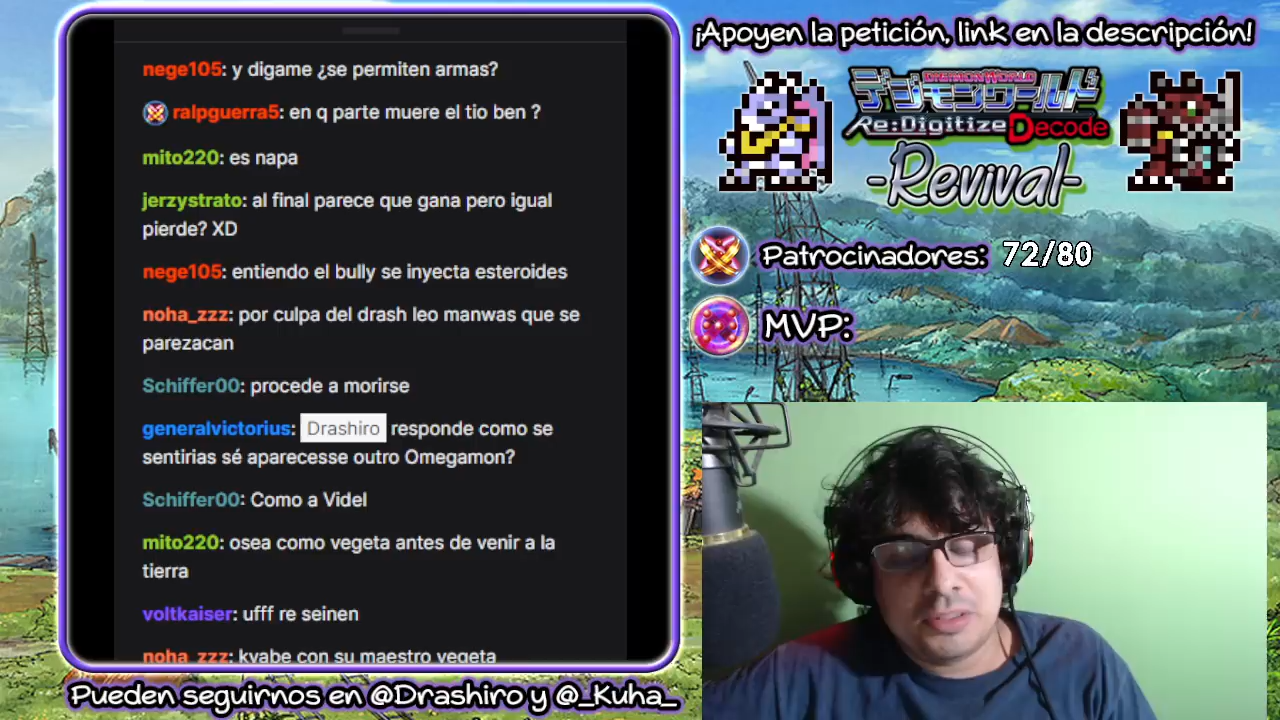 nege105: y digame ¿se permiten armas?
ralpguerra5: en q parte muere el tio ben ?
mito220: es napa
jerzystrato: al final parece que gana pero igual
pierde? XD
nege105: entiendo el bully se inyecta esteroides
noha_zzz: por culpa del drash leo manwas que se
parezacan
Schiffer00: procede a morirse
generalvictorius: Drashiro responde como se
sentirias sé aparecesse outro Omegamon?
Schiffer00: Como a Videl
mito220: osea como vegeta antes de venir a la
tierra
voltkaiser: ufff re seinen
noha_zzz: kyabe con su maestro vegeta
Pueden seguirnos en @Drashiro y @_Kuha_
¡Apoyen la petición, link en la descripción!
DIGIMON WORLD
デジモンワールド
Re:Digitize Decode
-Revival-
Patrocinadores: 72/80
MVP: